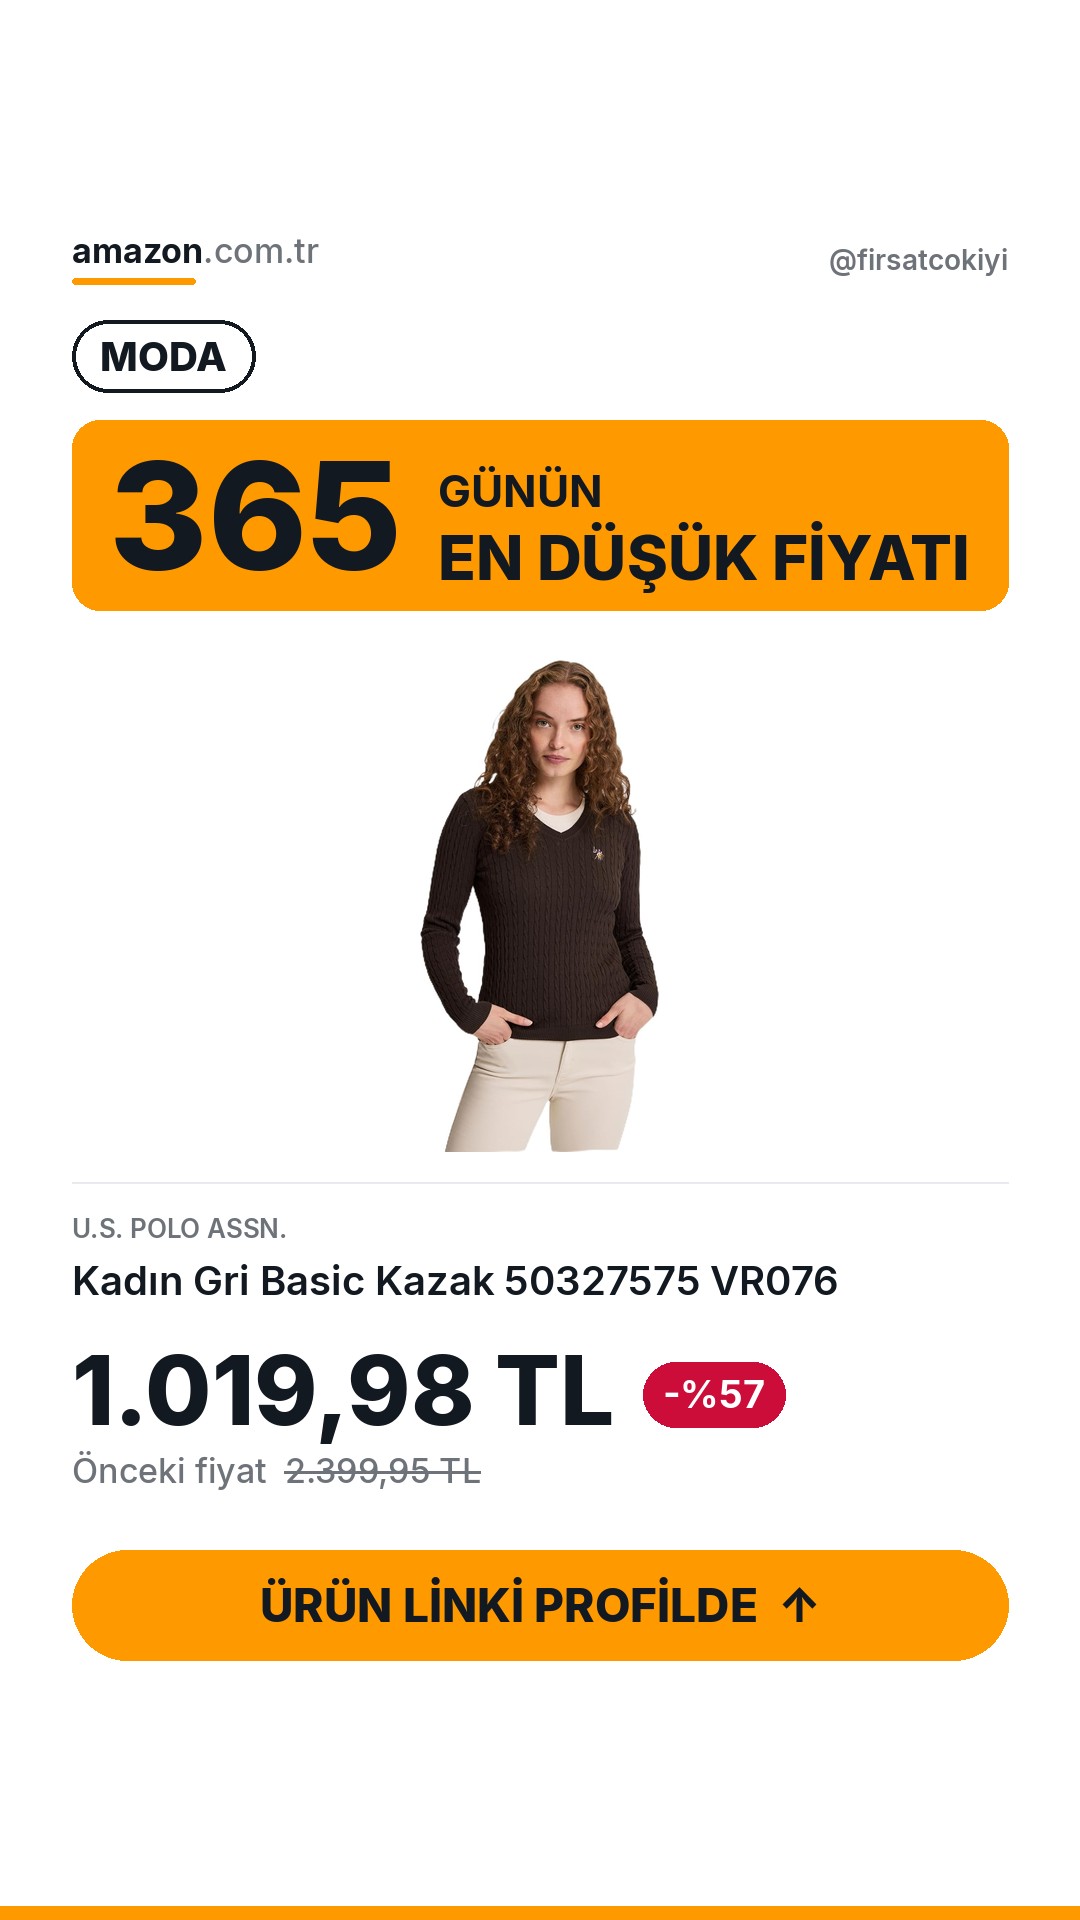 amazon.com.tr
@firsatcokiyi
MODA
365 GÜNÜN
EN DÜŞÜK FİYATI
U.S. POLO ASSN.
Kadın Gri Basic Kazak 50327575 VR076
1.019,98 TL -%57
Önceki fiyat 2.399,95 TL
ÜRÜN LİNKİ PROFİLDE ↑